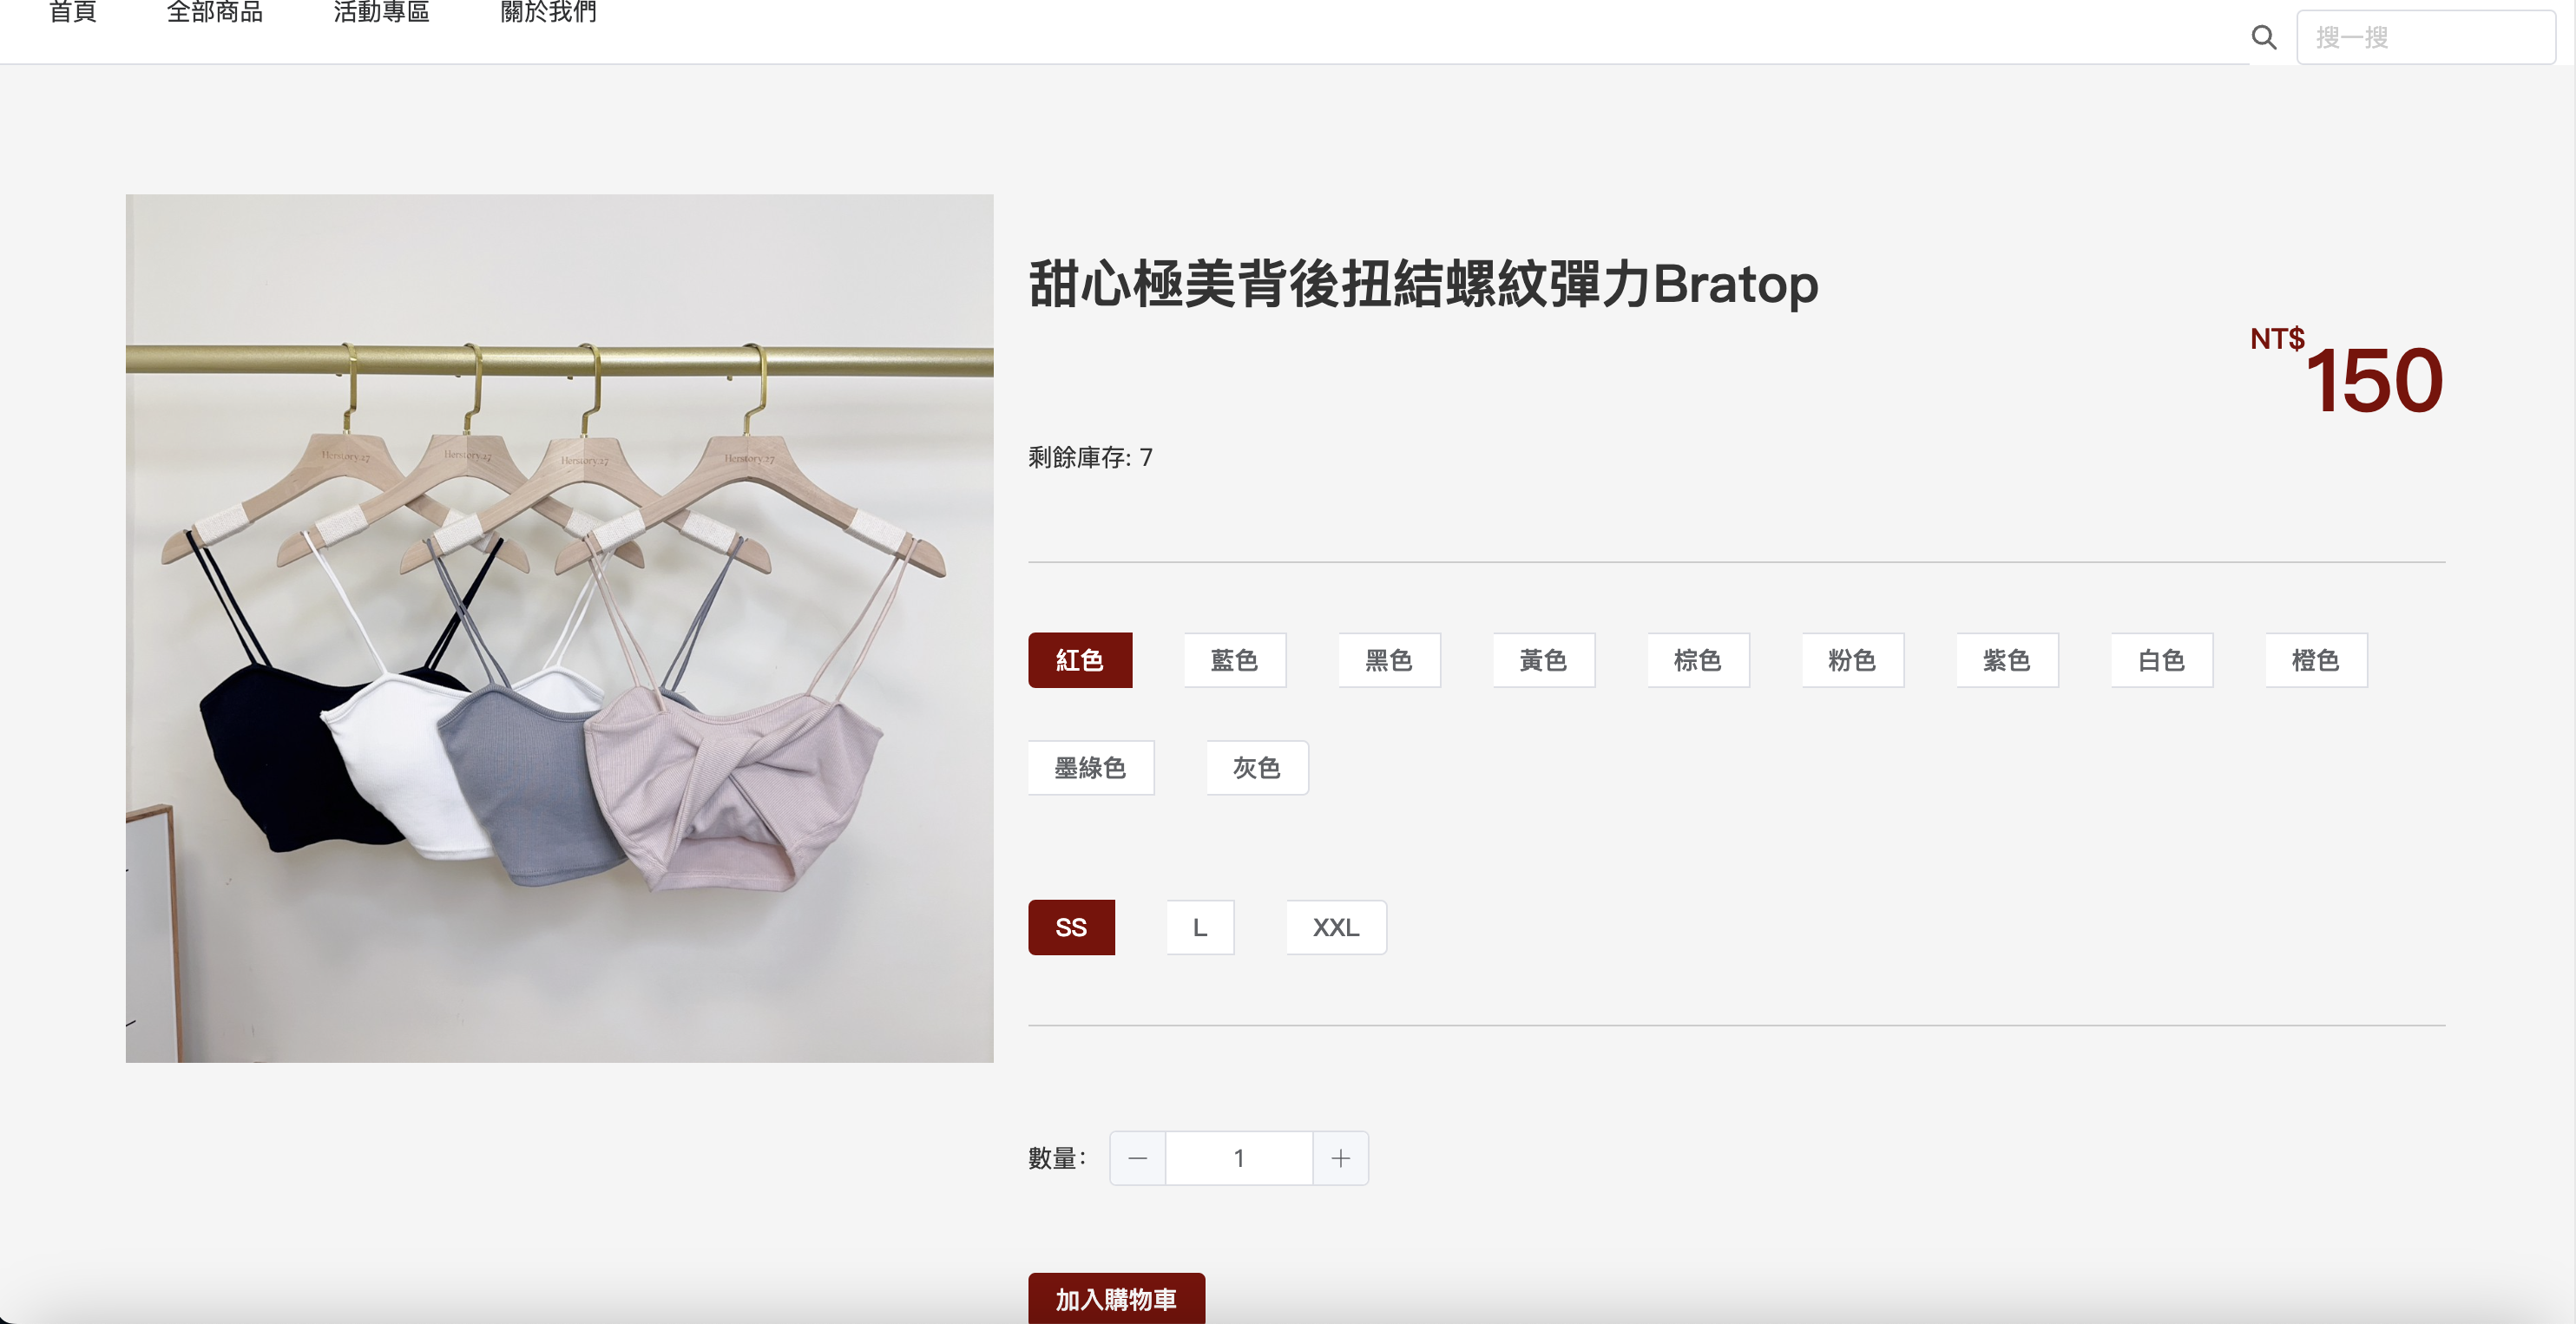 首頁 全部商品 活動專區 關於我們
搜一搜
甜心極美背後扭結螺紋彈力Bratop
NT$150
剩餘庫存: 7
Herstory.27 Herstory.27 Herstory.27 Herstory.27
紅色 藍色 黑色 黃色 棕色 粉色 紫色 白色 橙色
墨綠色 灰色
SS L XXL
數量： 1
加入購物車